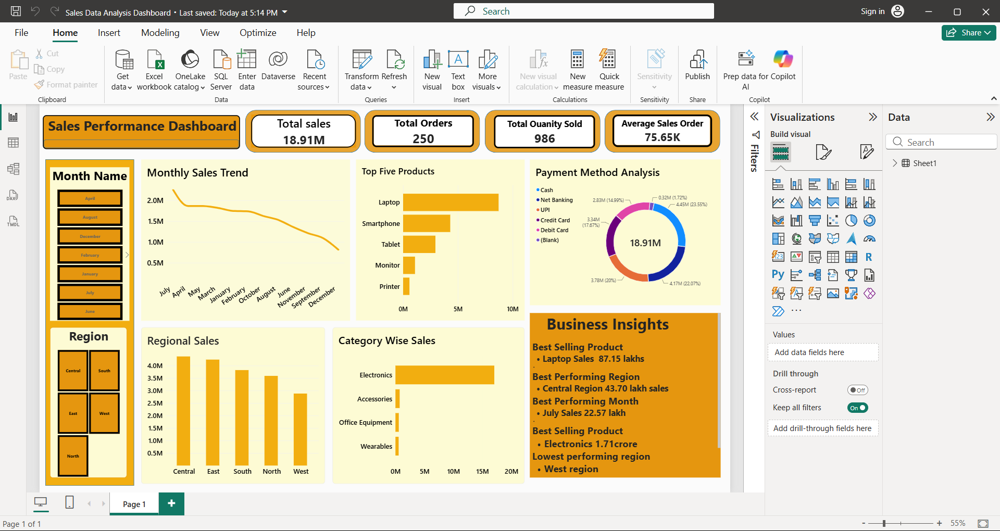 Sales Data Analysis Dashboard • Last saved: Today at 5:14 PM
Search
Sign in
File
Home
Insert
Modeling
View
Optimize
Help
Share
Paste
Cut
Copy
Format painter
Clipboard
Get data
Excel workbook
OneLake catalog
SQL Server
Enter data
Dataverse
Recent sources
Data
Transform data
Refresh
Queries
New visual
Text box
More visuals
Insert
New visual calculation
New measure
Quick measure
Calculations
Sensitivity
Sensitivity
Publish
Share
Prep data for AI
Copilot
Copilot
DAX
TMDL
Sales Performance Dashboard
Total sales
18.91M
Total Orders
250
Total Ouanity Sold
986
Average Sales Order
75.65K
Month Name
April
August
December
February
January
July
June
Region
Central
South
East
West
North
Monthly Sales Trend
2.0M
1.5M
1.0M
0.5M
July
April
May
March
January
February
October
August
June
November
September
December
Top Five Products
Laptop
Smartphone
Tablet
Monitor
Printer
0M
5M
10M
Payment Method Analysis
Cash
Net Banking
UPI
Credit Card
Debit Card
(Blank)
0.32M (1.72%)
2.83M (14.99%)
4.45M (23.55%)
3.34M
(17.67%)
18.91M
3.78M (20%)
4.17M (22.07%)
Regional Sales
4.0M
3.5M
3.0M
2.5M
2.0M
1.5M
1.0M
0.5M
Central
East
South
North
West
Category Wise Sales
Electronics
Accessories
Office Equipment
Wearables
0M
5M
10M
15M
20M
Business Insights
Best Selling Product
• Laptop Sales 87.15 lakhs
Best Performing Region
• Central Region 43.70 lakh sales
Best Performing Month
• July Sales 22.57 lakh
Best Selling Product
• Electronics 1.71crore
Lowest performing region
• West region
Filters
Visualizations
Build visual
123
R
Py
...
Values
Add data fields here
Drill through
Cross-report
Off
Keep all filters
On
Add drill-through fields here
Data
Search
Sheet1
Page 1
+
Page 1 of 1
-
+
55%